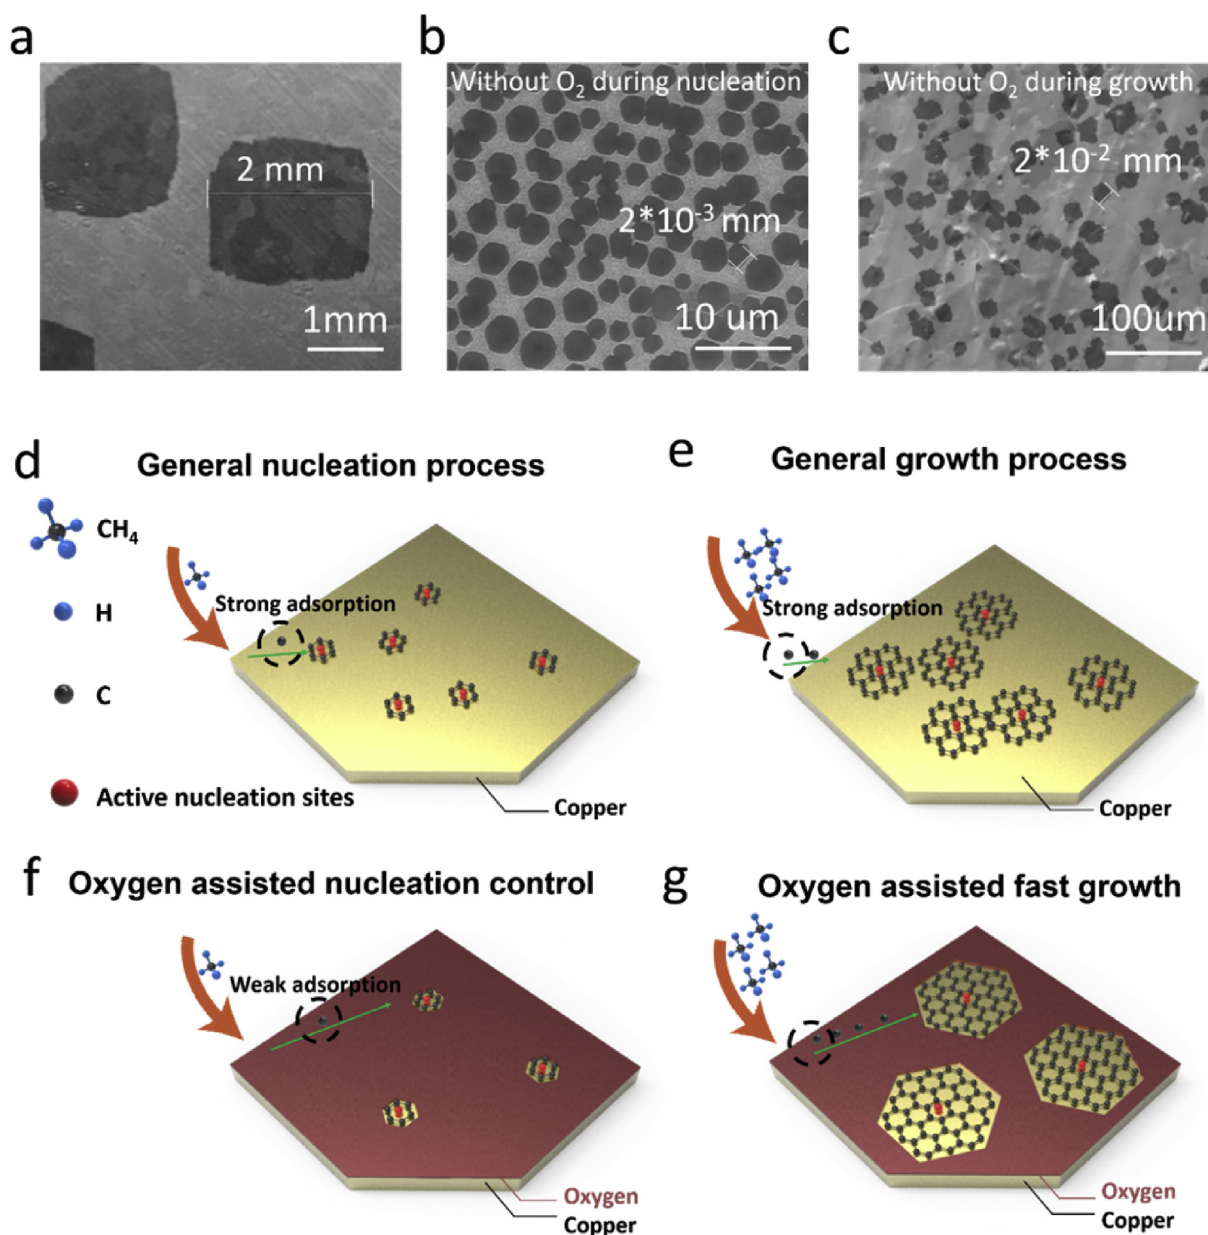 a
b
c
Without O₂ during nucleation
Without O₂ during growth
2 mm
2*10⁻³ mm
2*10⁻² mm
1mm
10 um
100um
d
General nucleation process
e
General growth process
CH₄
H
C
Active nucleation sites
Strong adsorption
Copper
Strong adsorption
Copper
f
Oxygen assisted nucleation control
g
Oxygen assisted fast growth
Weak adsorption
Oxygen
Copper
Oxygen
Copper